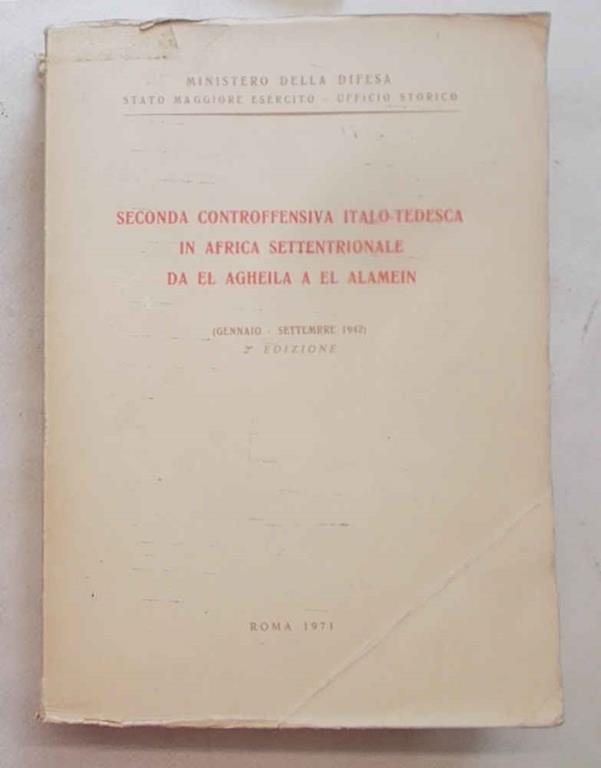 MINISTERO DELLA DIFESA
STATO MAGGIORE ESERCITO - UFFICIO STORICO
SECONDA CONTROFFENSIVA ITALO-TEDESCA
IN AFRICA SETTENTRIONALE
DA EL AGHEILA A EL ALAMEIN
(GENNAIO - SETTEMBRE 1942)
2ª EDIZIONE
ROMA 1971